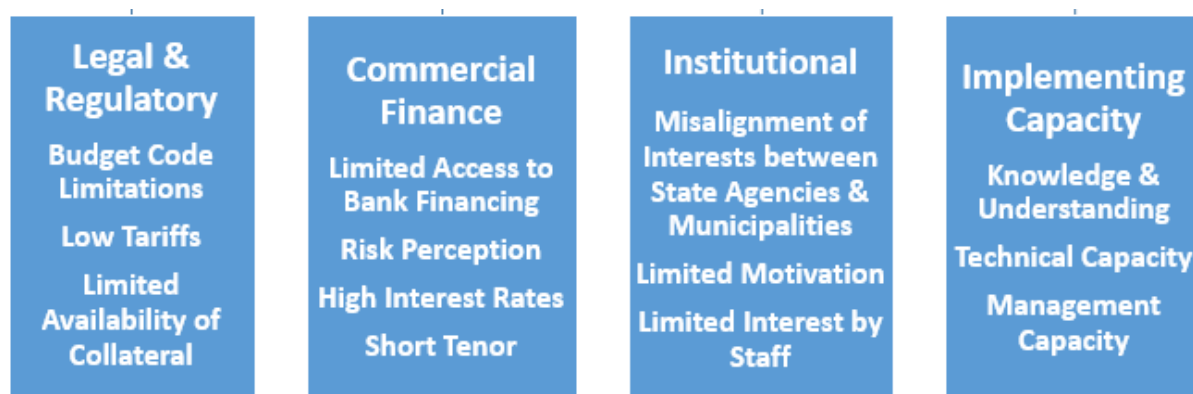 Legal &
Regulatory
Budget Code
Limitations
Low Tariffs
Limited
Availability of
Collateral
Commercial
Finance
Limited Access to
Bank Financing
Risk Perception
High Interest Rates
Short Tenor
Institutional
Misalignment of
Interests between
State Agencies &
Municipalities
Limited Motivation
Limited Interest by
Staff
Implementing
Capacity
Knowledge &
Understanding
Technical Capacity
Management
Capacity